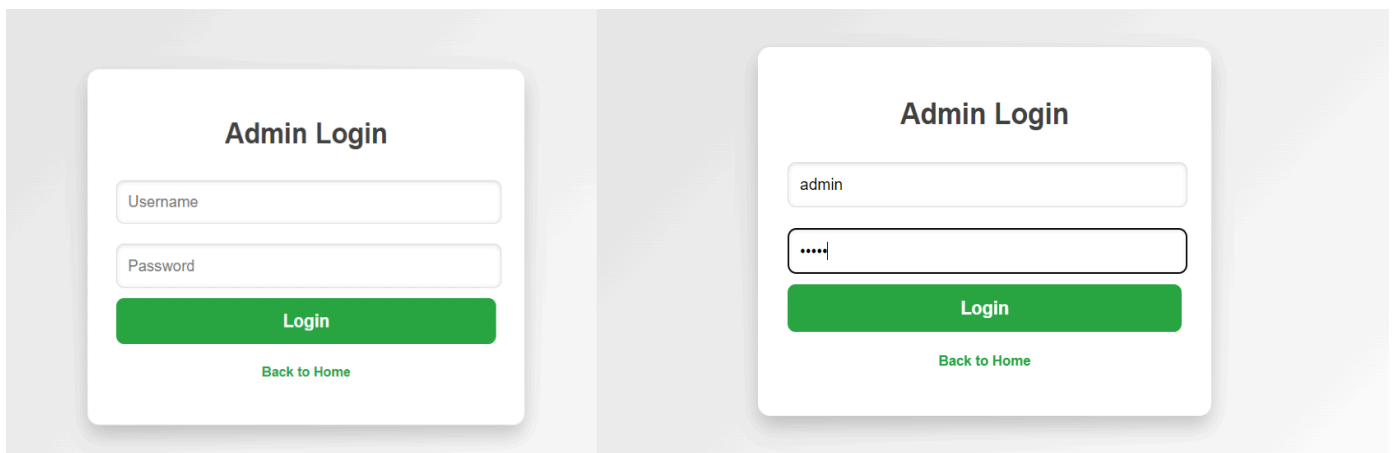 Admin Login
Username
Password
Login
Back to Home
Admin Login
admin
•••••
Login
Back to Home